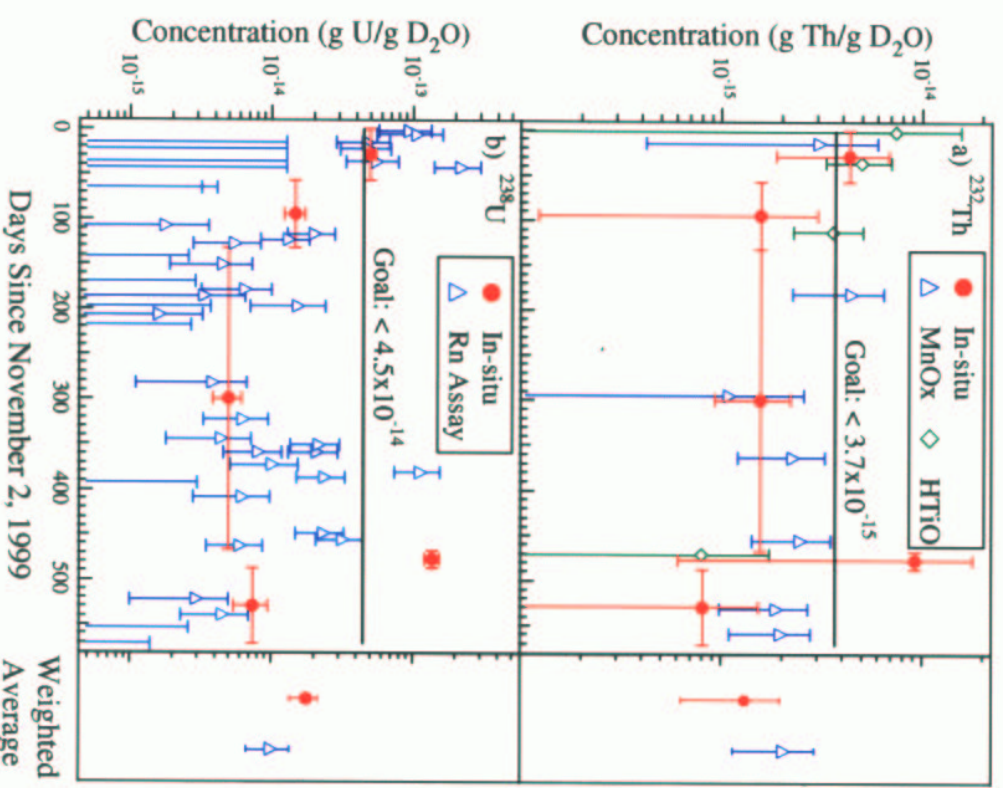 Concentration (g Th/g D₂O)
10⁻¹⁴
10⁻¹⁵
a) ²³²Th
In-situ
MnOx HTiO
Goal: < 3.7x10⁻¹⁵
Concentration (g U/g D₂O)
10⁻¹³
10⁻¹⁴
10⁻¹⁵
b) ²³⁸U
In-situ
Rn Assay
Goal: < 4.5x10⁻¹⁴
0 100 200 300 400 500
Days Since November 2, 1999
Weighted
Average